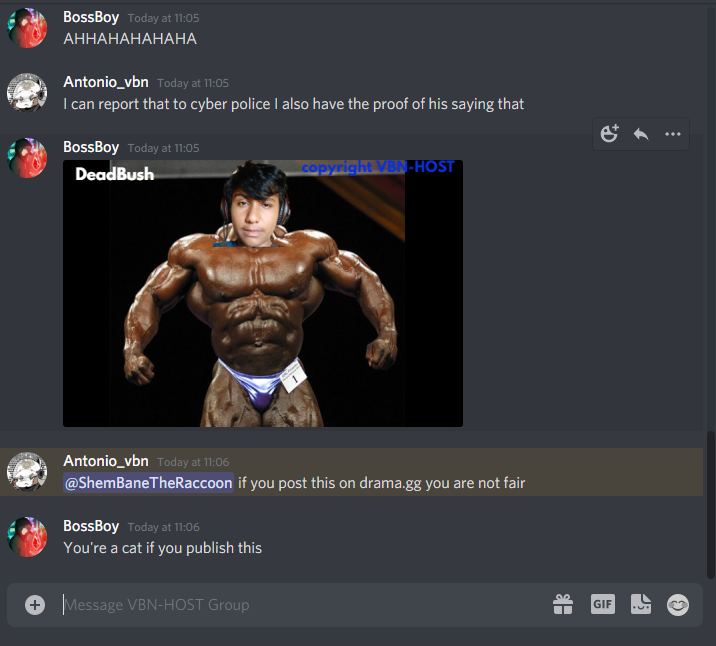 BossBoy Today at 11:05
AHHAHAHAHAHA
Antonio_vbn Today at 11:05
I can report that to cyber police I also have the proof of his saying that
BossBoy Today at 11:05
DeadBush
copyright VBN-HOST
1
Antonio_vbn Today at 11:06
@ShemBaneTheRaccoon if you post this on drama.gg you are not fair
BossBoy Today at 11:06
You're a cat if you publish this
Message VBN-HOST Group
GIF